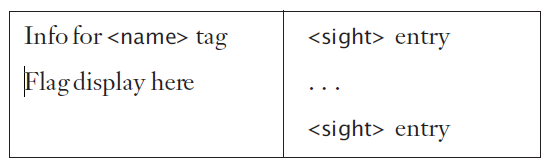 Info for <name> tag
Flag display here
<sight> entry
. . .
<sight> entry